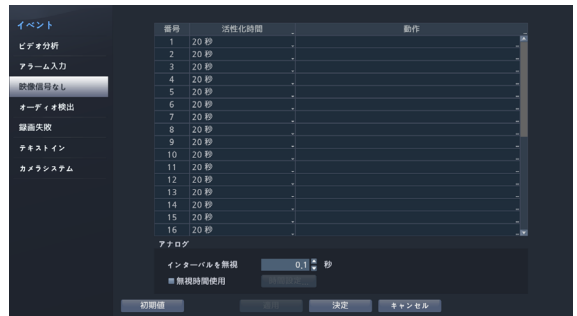 イベント
ビデオ分析
アラーム入力
映像信号なし
オーディオ検出
録画失敗
テキストイン
カメラシステム
番号 活性化時間 動作
1 20 秒
2 20 秒
3 20 秒
4 20 秒
5 20 秒
6 20 秒
7 20 秒
8 20 秒
9 20 秒
10 20 秒
11 20 秒
12 20 秒
13 20 秒
14 20 秒
15 20 秒
16 20 秒
アナログ
インターバルを無視 0,1 秒
無視時間使用
初期値 適用 決定 キャンセル